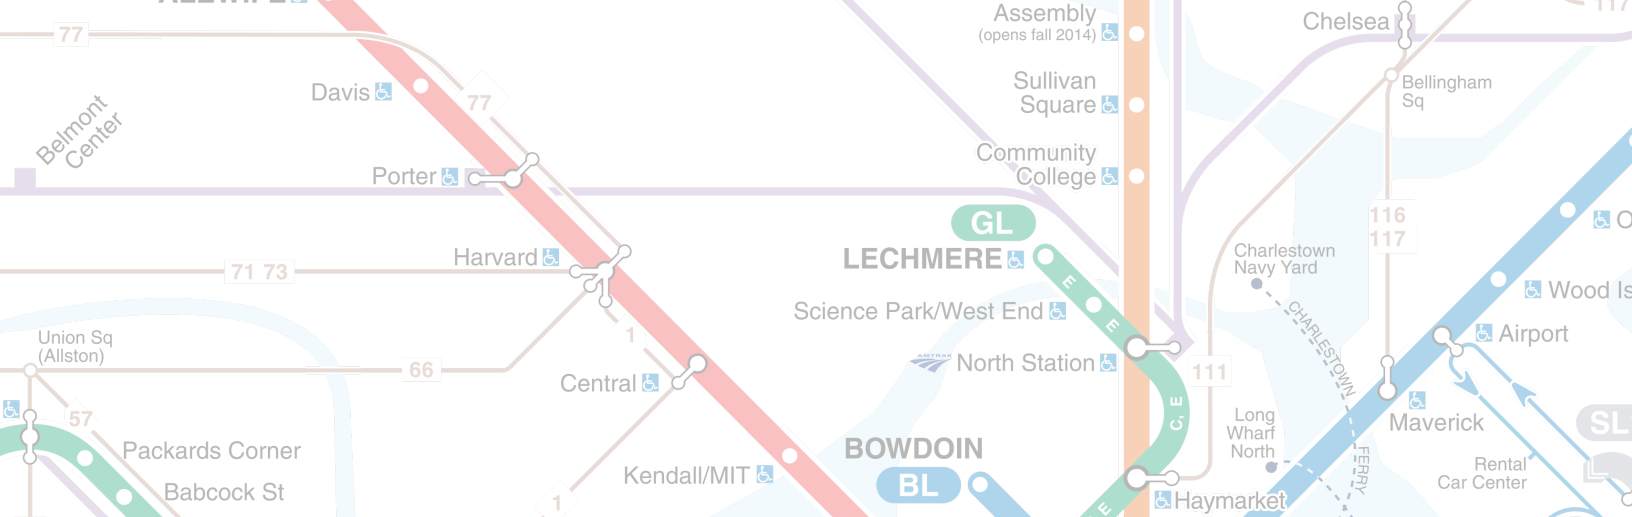 Assembly
(opens fall 2014)
Chelsea
117
77
Davis
77
Sullivan
Square
Bellingham
Sq
Belmont
Center
Porter
Community
College
116
117
GL
LECHMERE
Harvard
71 73
E
E
Charlestown
Navy Yard
Wood Is
Science Park/West End
CHARLESTOWN
FERRY
Union Sq
(Allston)
1
AMTRAK
North Station
Airport
66
Central
111
C, E
57
Long
Wharf
North
Maverick
SL
Packards Corner
BOWDOIN
Kendall/MIT
BL
Rental
Car Center
Babcock St
1
E
Haymarket